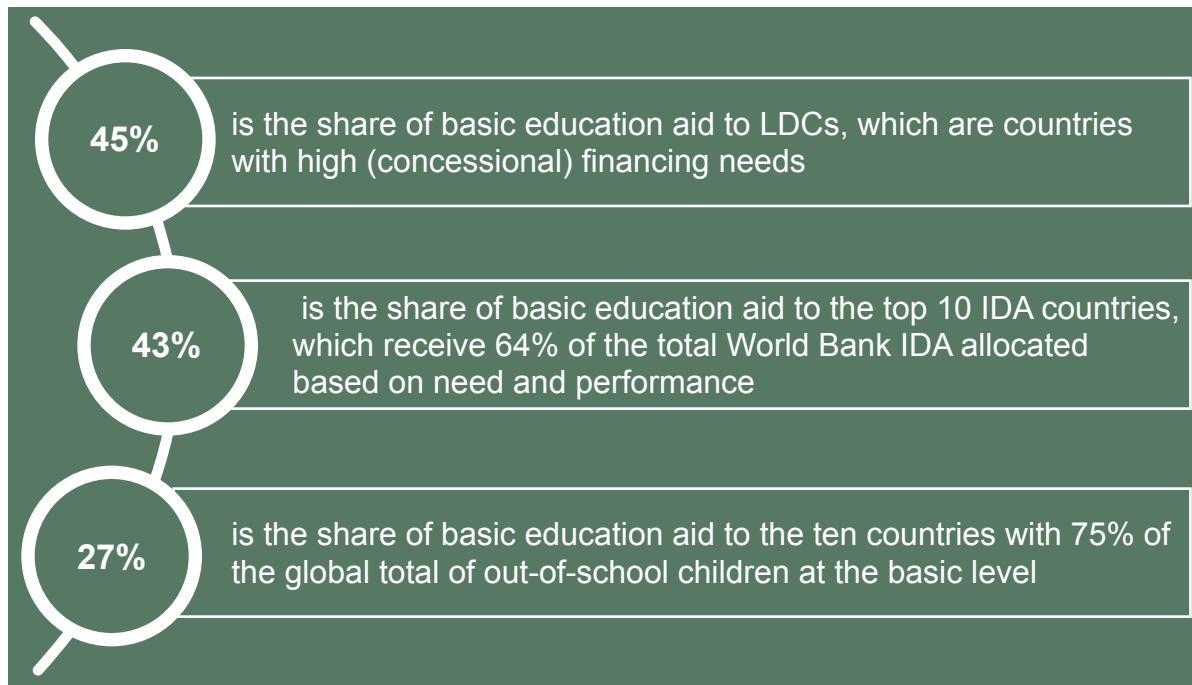 45%
is the share of basic education aid to LDCs, which are countries
with high (concessional) financing needs
43%
is the share of basic education aid to the top 10 IDA countries,
which receive 64% of the total World Bank IDA allocated
based on need and performance
27%
is the share of basic education aid to the ten countries with 75% of
the global total of out-of-school children at the basic level